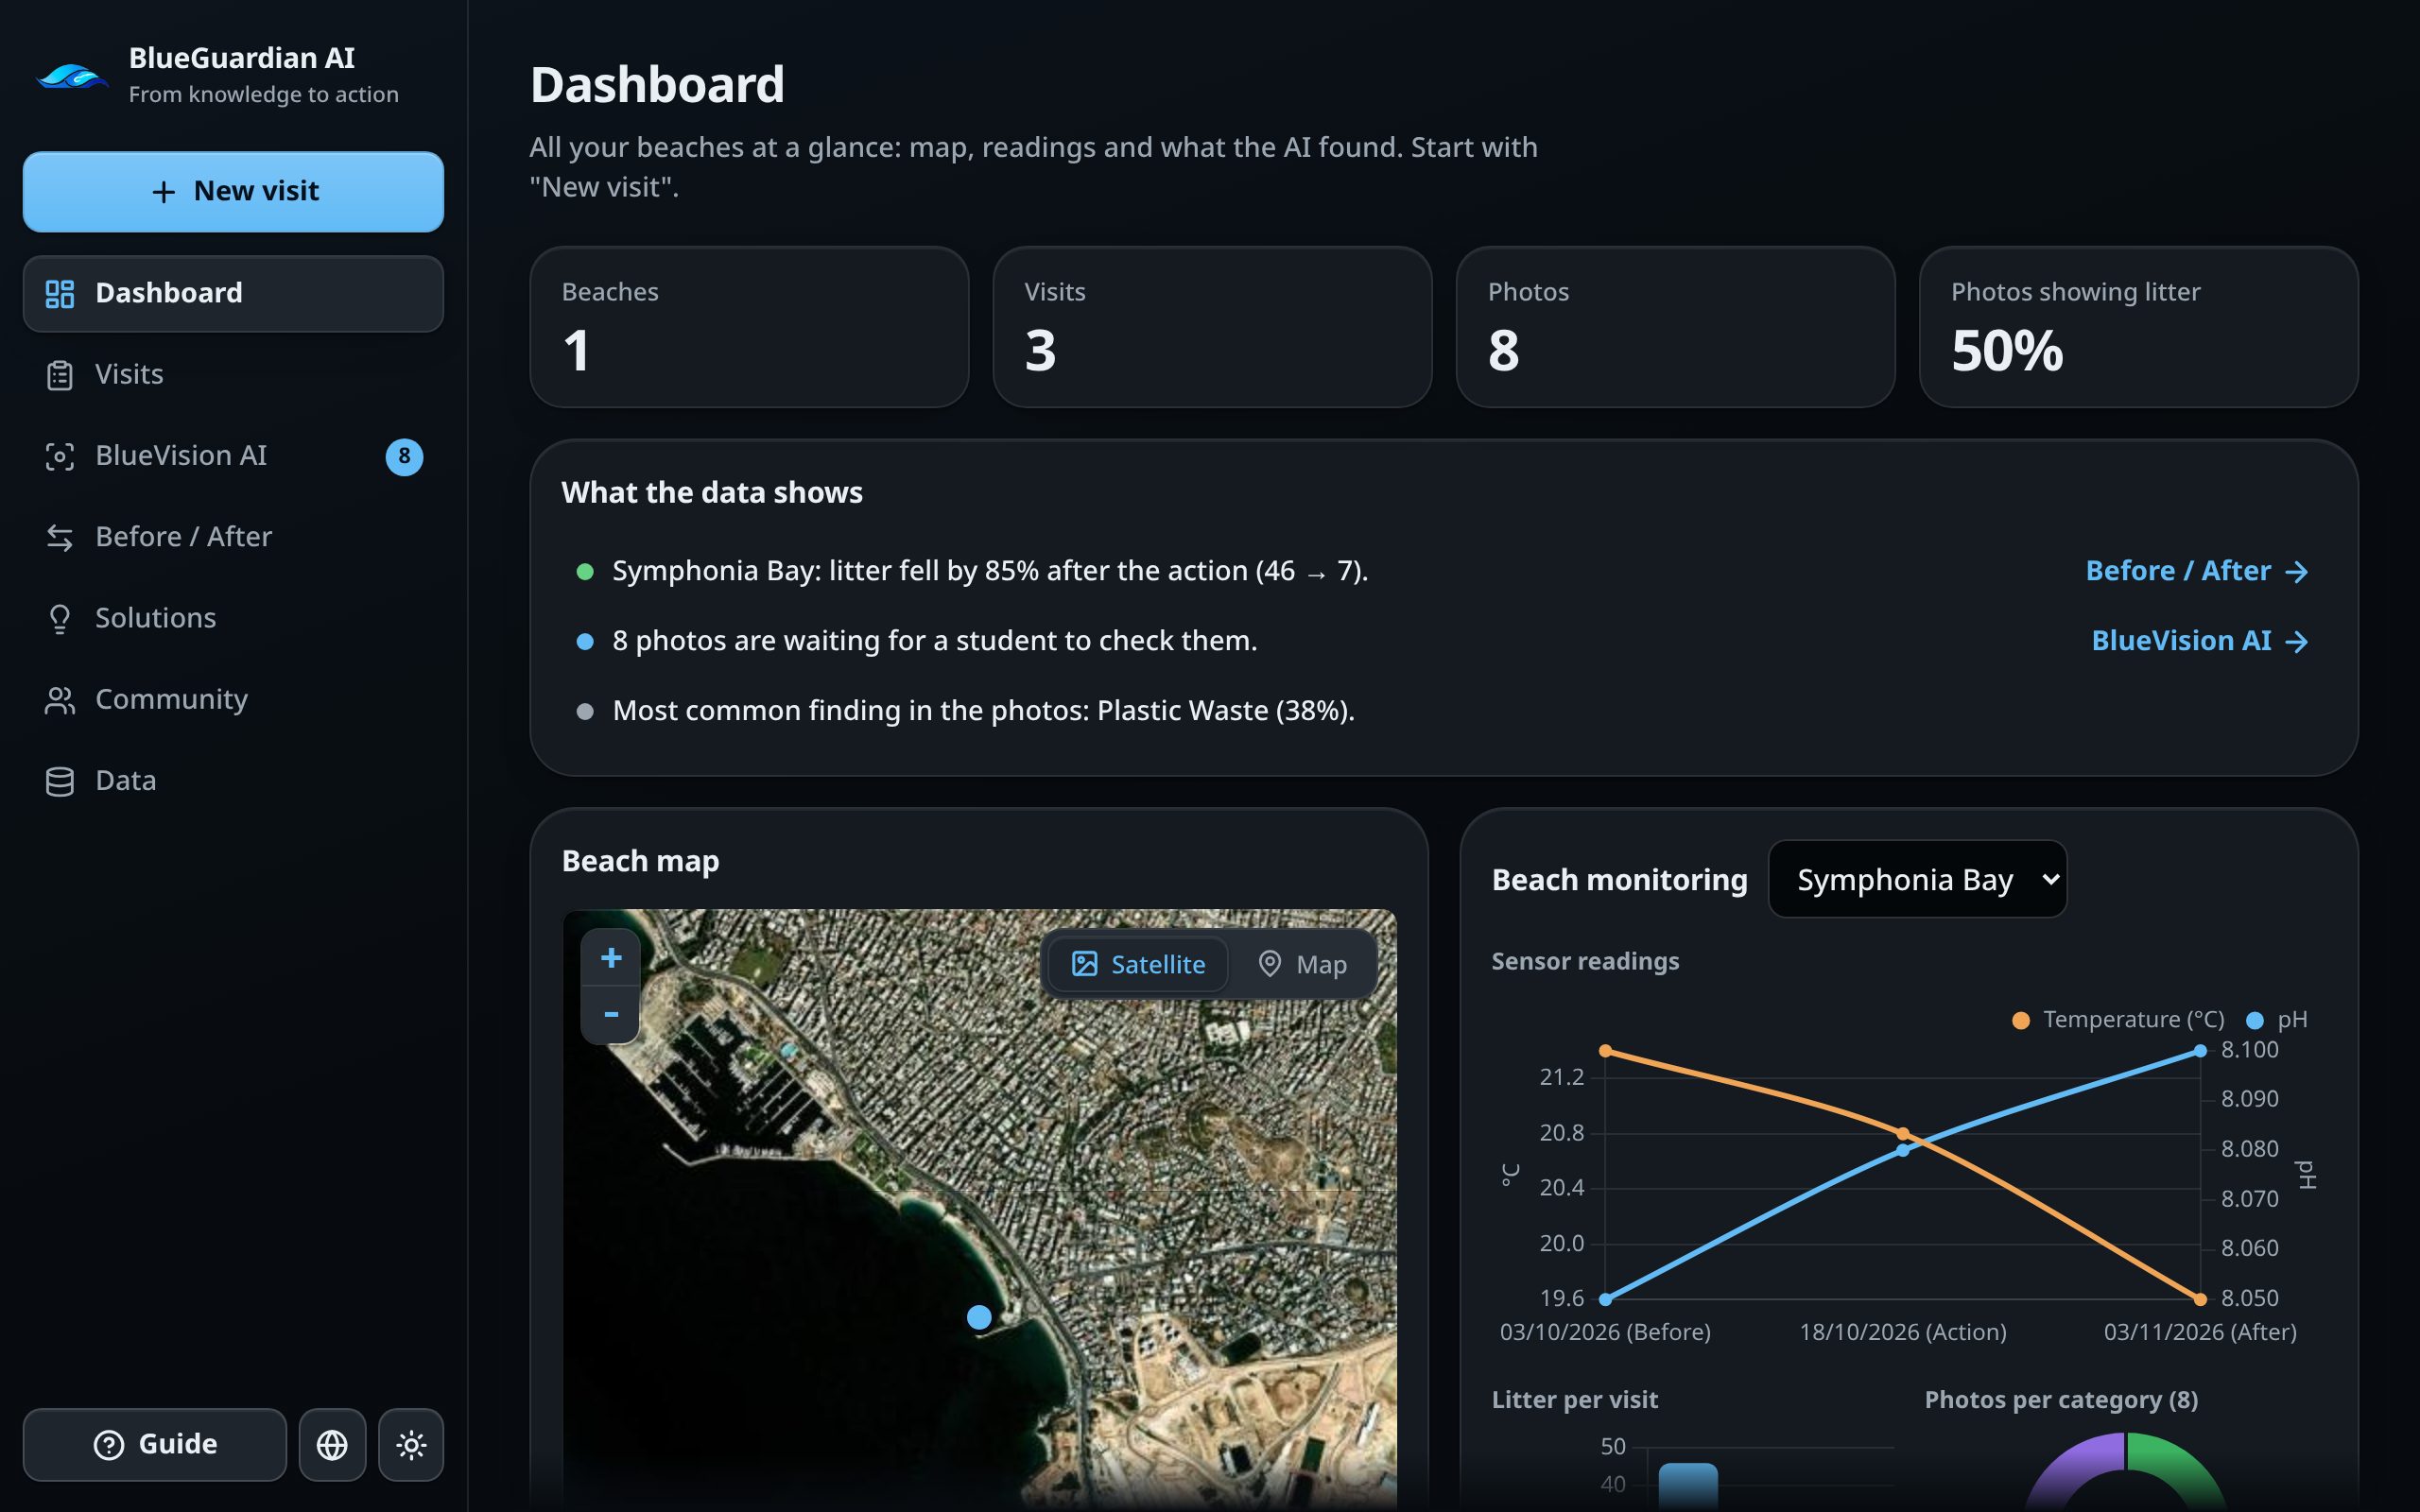 BlueGuardian AI
From knowledge to action
New visit
Dashboard
Visits
BlueVision AI
8
Before / After
Solutions
Community
Data
Guide
Dashboard
All your beaches at a glance: map, readings and what the AI found. Start with
"New visit".
Beaches
1
Visits
3
Photos
8
Photos showing litter
50%
What the data shows
Symphonia Bay: litter fell by 85% after the action (46 → 7).
Before / After →
8 photos are waiting for a student to check them.
BlueVision AI →
Most common finding in the photos: Plastic Waste (38%).
Beach map
+
-
Satellite
Map
Beach monitoring
Symphonia Bay
Sensor readings
Temperature (°C)
pH
21.2
20.8
20.4
20.0
19.6
°C
8.100
8.090
8.080
8.070
8.060
8.050
pH
03/10/2026 (Before)
18/10/2026 (Action)
03/11/2026 (After)
Litter per visit
50
40
Photos per category (8)